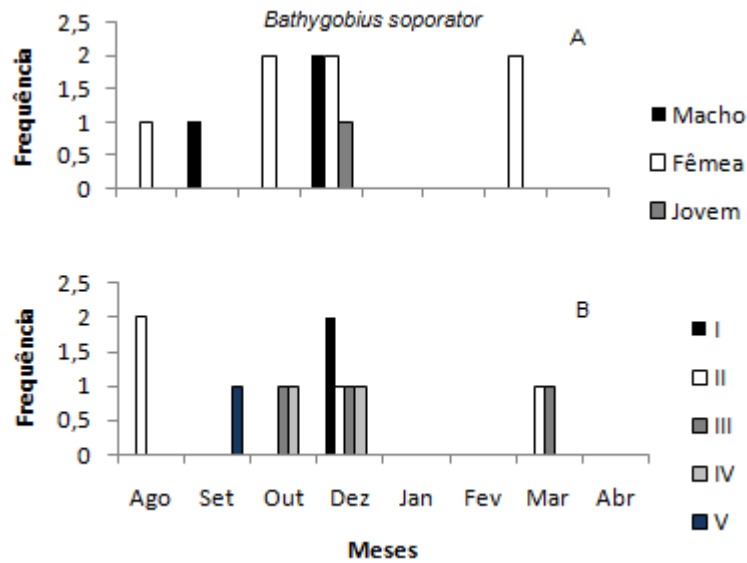 Bathygobius soporator
A
Frequência
2,5
2
1,5
1
0,5
0
Macho
Fêmea
Jovem
B
Frequência
2,5
2
1,5
1
0,5
0
I
II
III
IV
V
Ago Set Out Dez Jan Fev Mar Abr
Meses